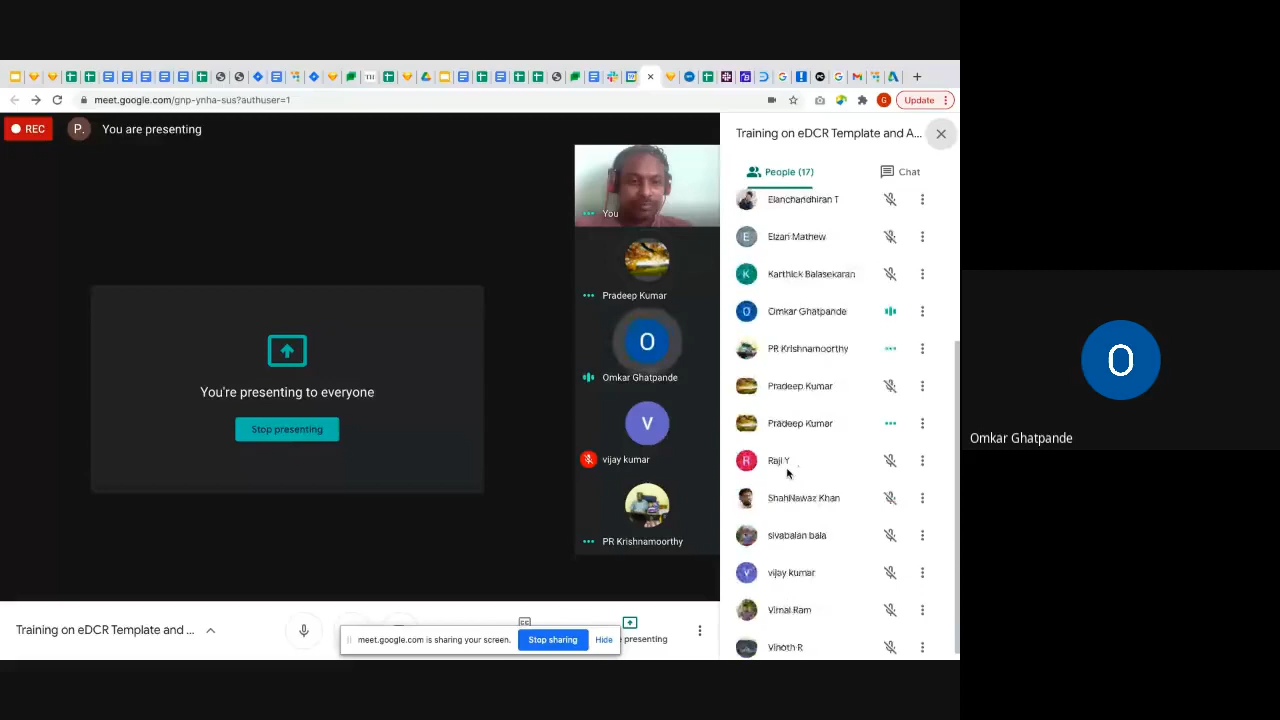 meet.google.com/gnp-ynha-sus?authuser=1
G
Update
REC
P.
You are presenting
Training on eDCR Template and A...
People (17)
Chat
You
Pradeep Kumar
O
Omkar Ghatpande
V
vijay kumar
PR Krishnamoorthy
You're presenting to everyone
Stop presenting
Elanchandhiran T
E
Elzan Mathew
K
Karthick Balasekaran
O
Omkar Ghatpande
PR Krishnamoorthy
Pradeep Kumar
Pradeep Kumar
R
Raji Y
ShahNawaz Khan
sivabalan bala
V
vijay kumar
Vimal Ram
Vinoth R
Training on eDCR Template and ...
meet.google.com is sharing your screen.
Stop sharing
Hide
presenting
O
Omkar Ghatpande